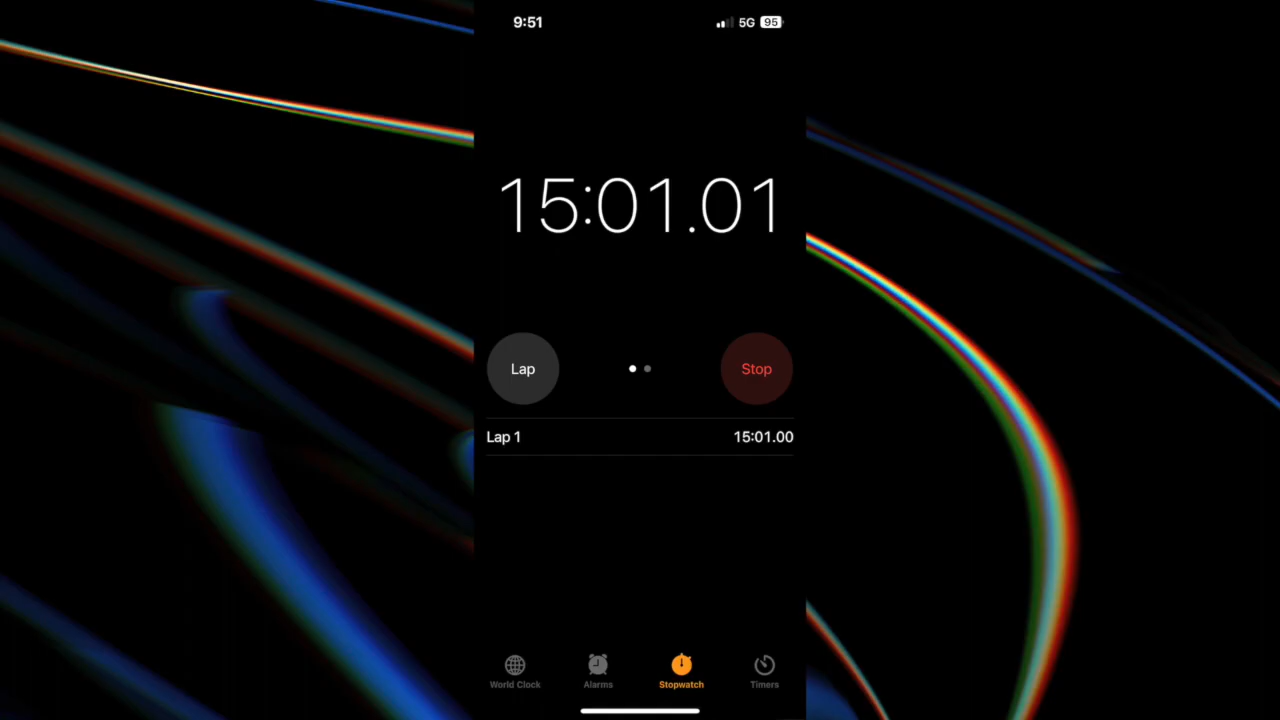 9:51 5G 95
15:01.01
Lap Stop
Lap 1 15:01.00
World Clock Alarms Stopwatch Timers